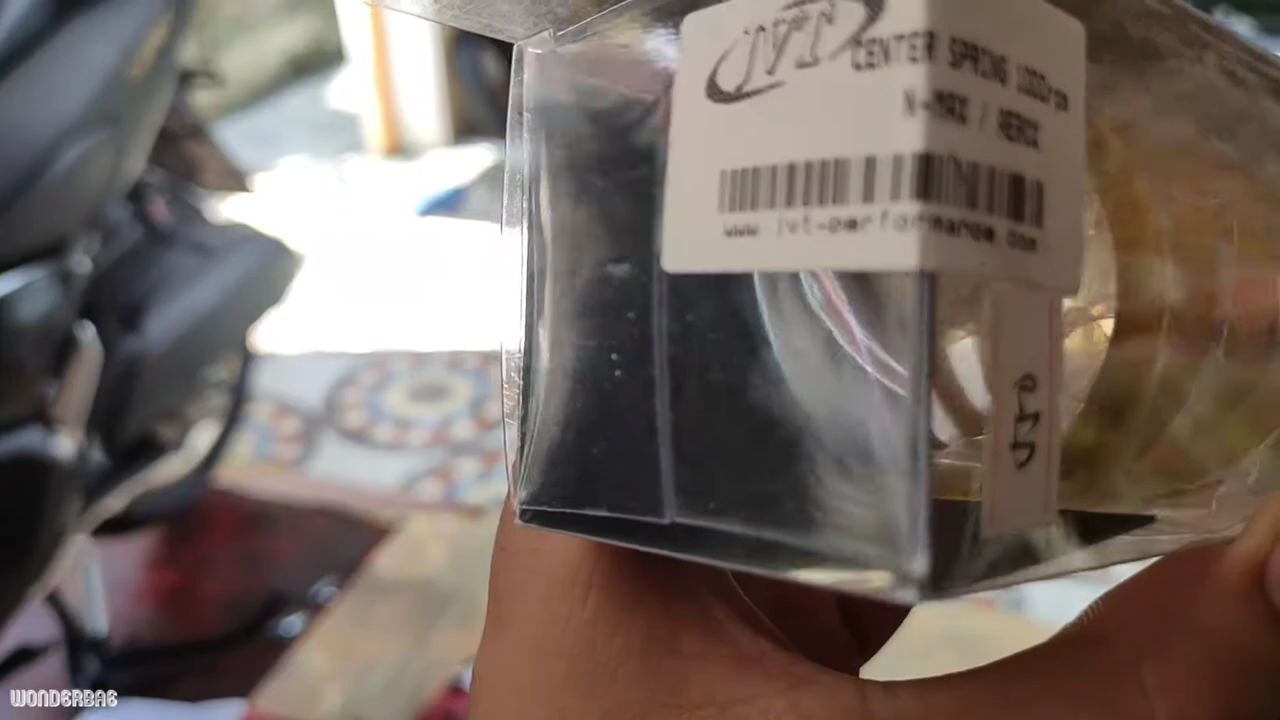 JVT
CENTER SPRING 1000rpm
N-MAX / AEROX
www.jvt-performance.com
WONDERBAE